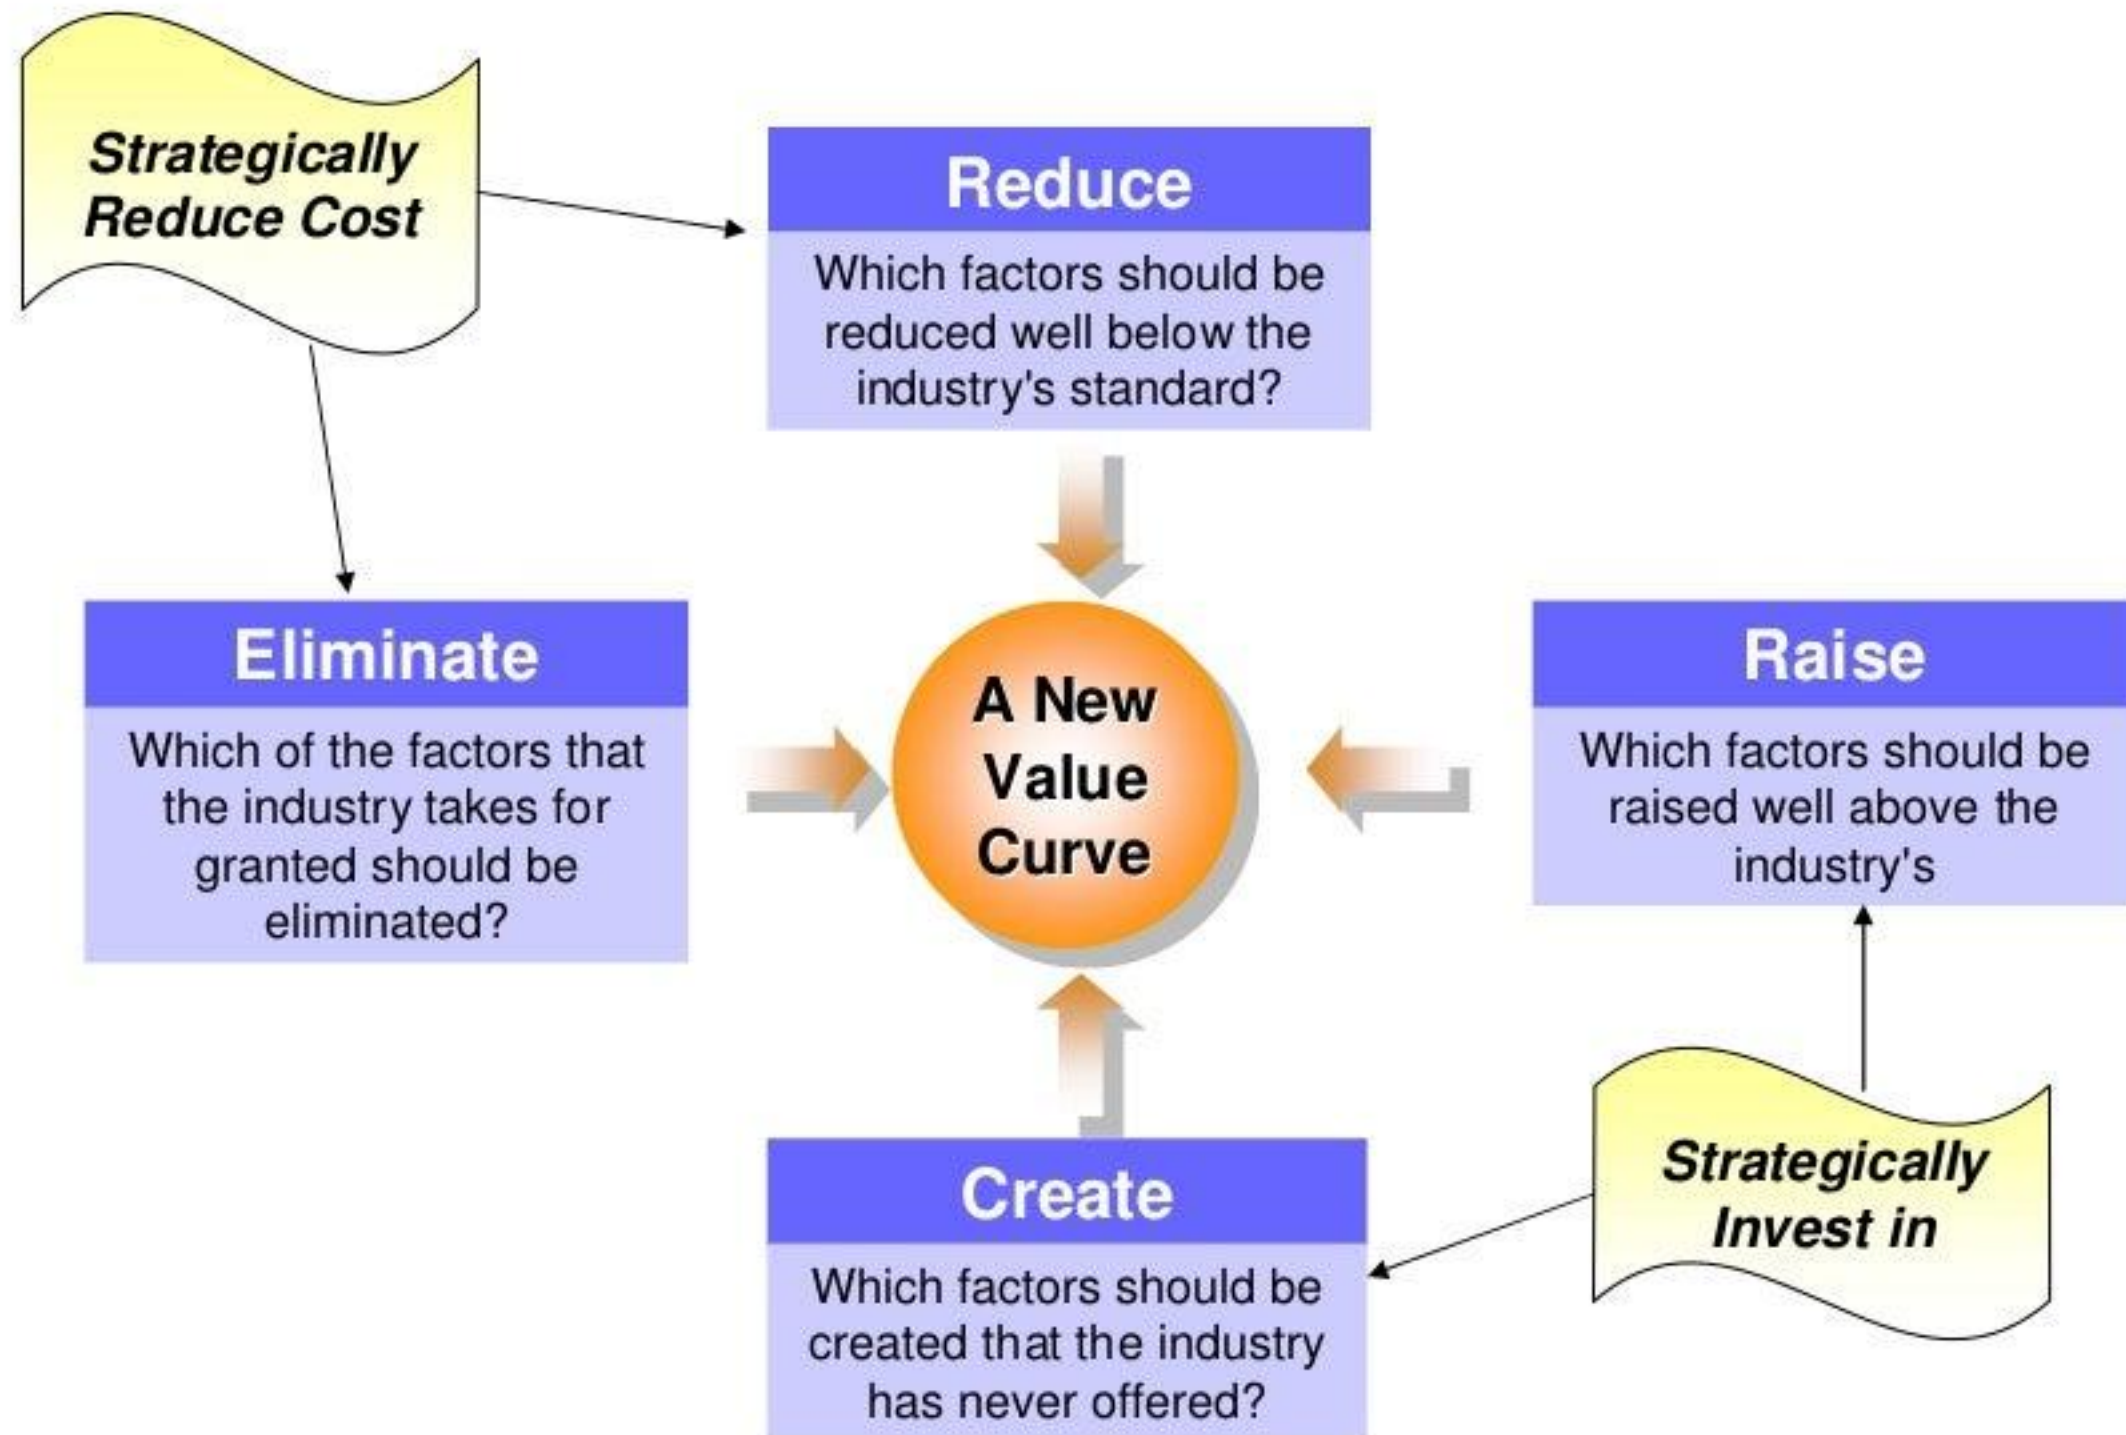 Strategically
Reduce Cost
Reduce
Which factors should be
reduced well below the
industry's standard?
Eliminate
Which of the factors that
the industry takes for
granted should be
eliminated?
A New
Value
Curve
Raise
Which factors should be
raised well above the
industry's
Create
Which factors should be
created that the industry
has never offered?
Strategically
Invest in